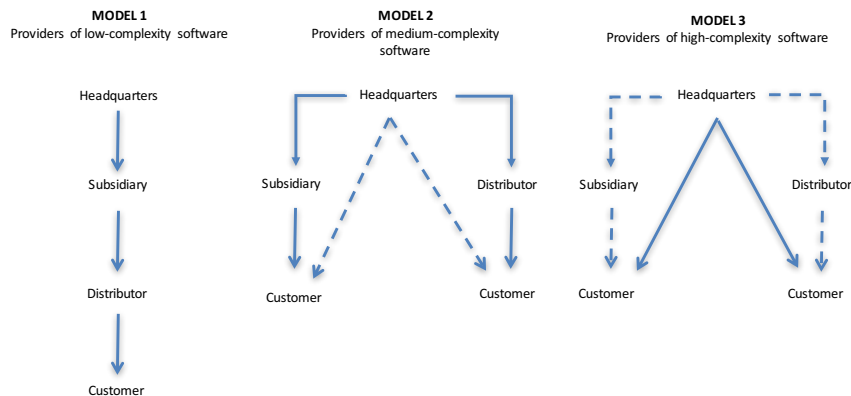 MODEL 1
Providers of low-complexity software
Headquarters
Subsidiary
Distributor
Customer
MODEL 2
Providers of medium-complexity
software
Headquarters
Subsidiary
Distributor
Customer
Customer
MODEL 3
Providers of high-complexity software
Headquarters
Subsidiary
Distributor
Customer
Customer